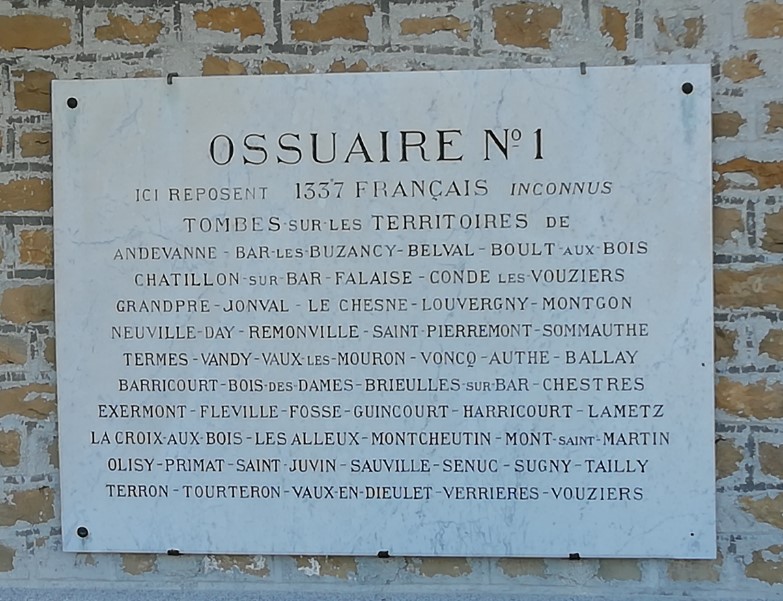 OSSUAIRE Nº 1
ICI REPOSENT 1337 FRANÇAIS INCONNUS
TOMBES SUR LES TERRITOIRES DE
ANDEVANNE - BAR-LES-BUZANCY - BELVAL - BOULT-AUX-BOIS
CHATILLON-SUR-BAR - FALAISE - CONDE LES VOUZIERS
GRANDPRE - JONVAL - LE CHESNE - LOUVERGNY - MONTGON
NEUVILLE-DAY - REMONVILLE - SAINT-PIERREMONT - SOMMAUTHE
TERMES - VANDY - VAUX-LES-MOURON - VONCQ - AUTHE - BALLAY
BARRICOURT - BOIS-DES-DAMES - BRIEULLES SUR BAR - CHESTRES
EXERMONT - FLEVILLE - FOSSE - GUINCOURT - HARRICOURT - LAMETZ
LA CROIX-AUX-BOIS - LES ALLEUX - MONTCHEUTIN - MONT-SAINT-MARTIN
OLISY - PRIMAT - SAINT-JUVIN - SAUVILLE - SENUC - SUGNY - TAILLY
TERRON - TOURTERON - VAUX-EN-DIEULET - VERRIERES - VOUZIERS